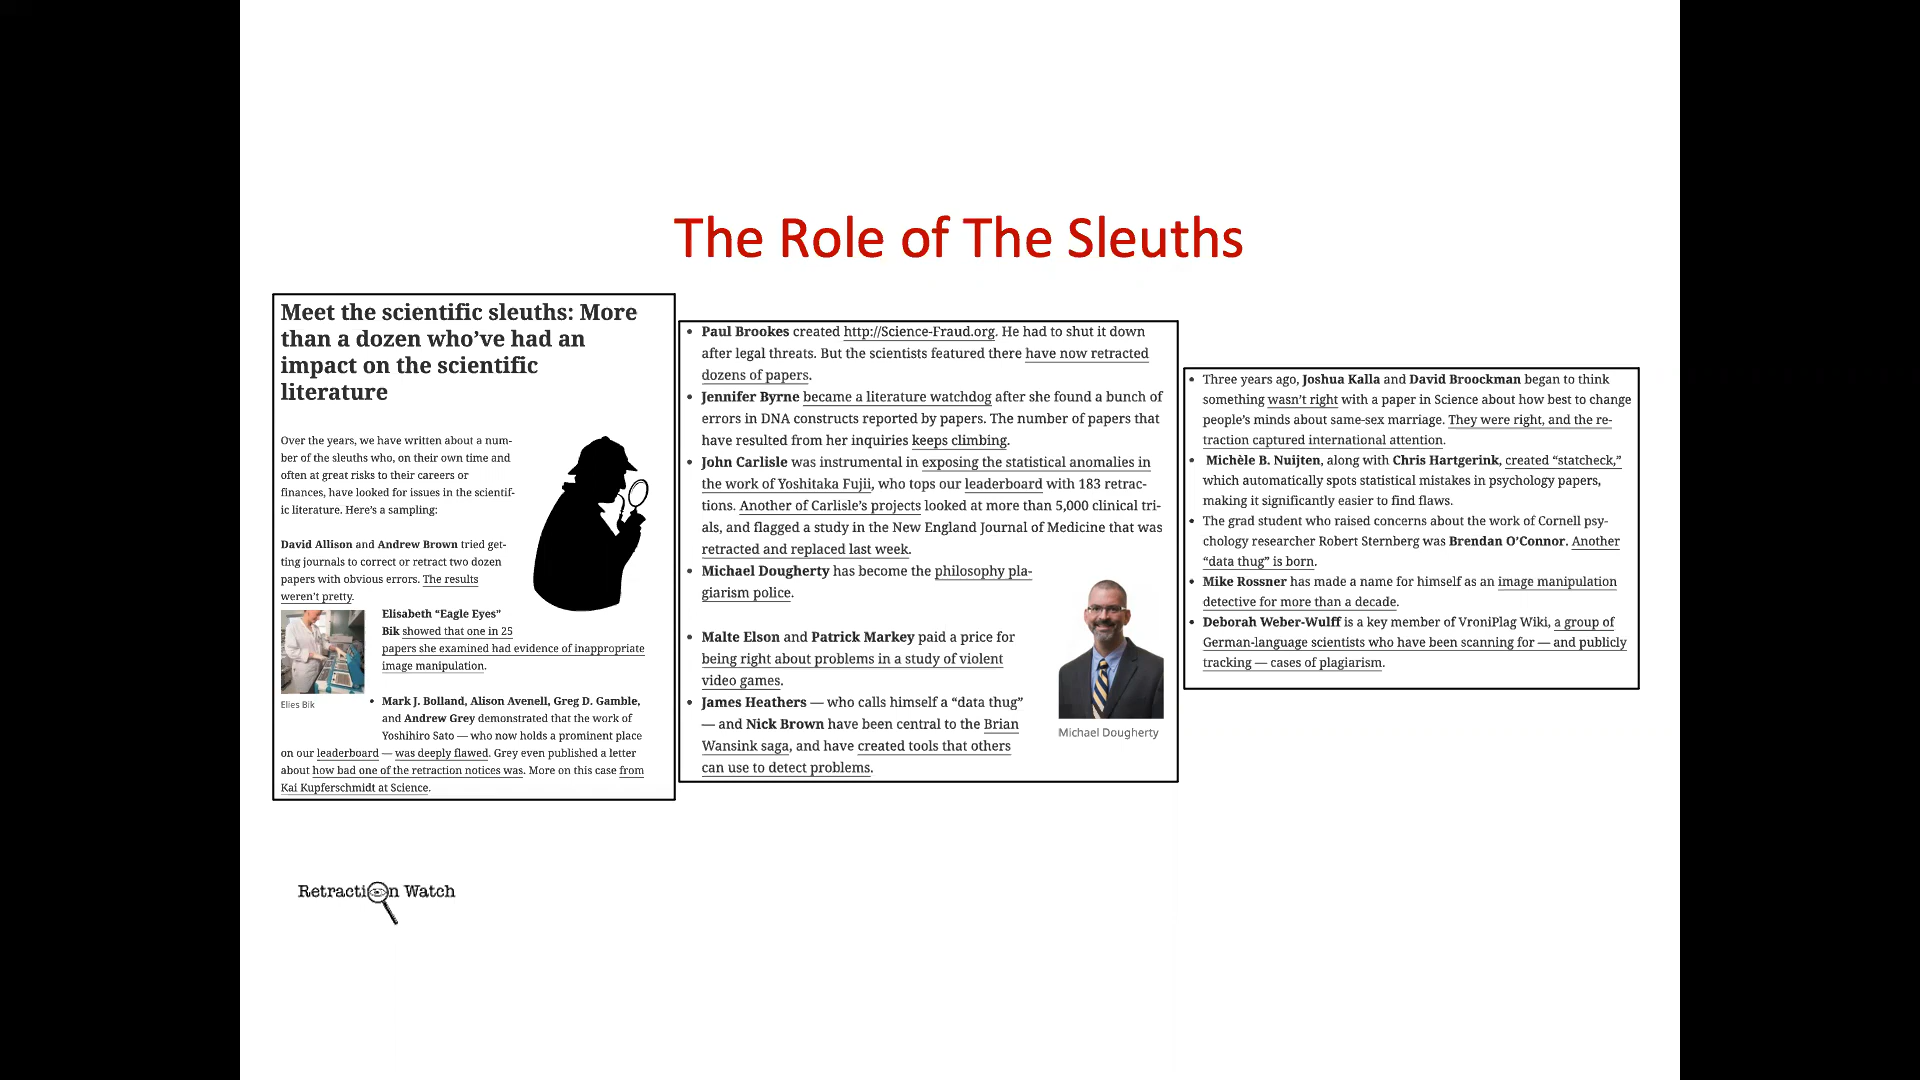 The Role of The Sleuths
Meet the scientific sleuths: More
than a dozen who’ve had an
impact on the scientific
literature
Over the years, we have written about a num-
ber of the sleuths who, on their own time and
often at great risks to their careers or
finances, have looked for issues in the scientif-
ic literature. Here’s a sampling:
David Allison and Andrew Brown tried get-
ting journals to correct or retract two dozen
papers with obvious errors. The results
weren’t pretty.
Elisabeth “Eagle Eyes”
Bik showed that one in 25
papers she examined had evidence of inappropriate
image manipulation.
Elies Bik
• Mark J. Bolland, Alison Avenell, Greg D. Gamble,
and Andrew Grey demonstrated that the work of
Yoshihiro Sato — who now holds a prominent place
on our leaderboard — was deeply flawed. Grey even published a letter
about how bad one of the retraction notices was. More on this case from
Kai Kupferschmidt at Science.
• Paul Brookes created http://Science-Fraud.org. He had to shut it down
after legal threats. But the scientists featured there have now retracted
dozens of papers.
• Jennifer Byrne became a literature watchdog after she found a bunch of
errors in DNA constructs reported by papers. The number of papers that
have resulted from her inquiries keeps climbing.
• John Carlisle was instrumental in exposing the statistical anomalies in
the work of Yoshitaka Fujii, who tops our leaderboard with 183 retrac-
tions. Another of Carlisle’s projects looked at more than 5,000 clinical tri-
als, and flagged a study in the New England Journal of Medicine that was
retracted and replaced last week.
• Michael Dougherty has become the philosophy pla-
giarism police.
• Malte Elson and Patrick Markey paid a price for
being right about problems in a study of violent
video games.
• James Heathers — who calls himself a “data thug”
— and Nick Brown have been central to the Brian
Wansink saga, and have created tools that others
can use to detect problems.
Michael Dougherty
• Three years ago, Joshua Kalla and David Broockman began to think
something wasn’t right with a paper in Science about how best to change
people’s minds about same-sex marriage. They were right, and the re-
traction captured international attention.
• Michèle B. Nuijten, along with Chris Hartgerink, created “statcheck,”
which automatically spots statistical mistakes in psychology papers,
making it significantly easier to find flaws.
• The grad student who raised concerns about the work of Cornell psy-
chology researcher Robert Sternberg was Brendan O’Connor. Another
“data thug” is born.
• Mike Rossner has made a name for himself as an image manipulation
detective for more than a decade.
• Deborah Weber-Wulff is a key member of VroniPlag Wiki, a group of
German-language scientists who have been scanning for — and publicly
tracking — cases of plagiarism.
Retraction Watch